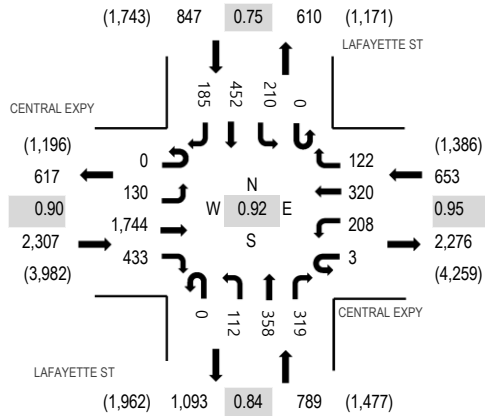 (1,743) 847 0.75 610 (1,171)
LAFAYETTE ST
185 452 210 0
CENTRAL EXPY
(1,196)
617
0.90
2,307
(3,982)
0
130
1,744
433
N
W 0.92 E
S
122
320
208
3
(1,386)
653
0.95
2,276
(4,259)
0 112 358 319
CENTRAL EXPY
LAFAYETTE ST
(1,962) 1,093 0.84 789 (1,477)